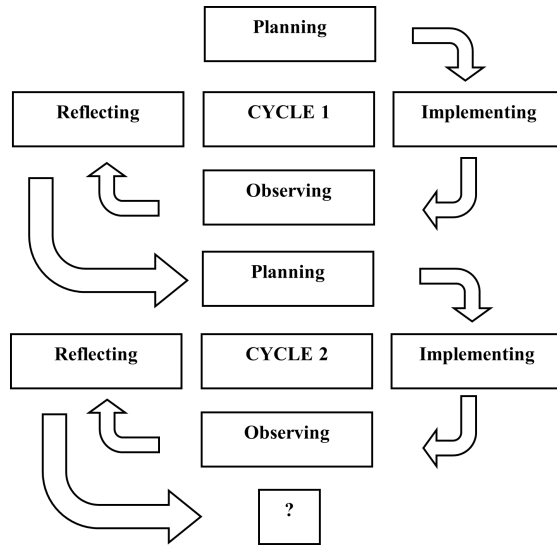 Planning
Reflecting
CYCLE 1
Implementing
Observing
Planning
Reflecting
CYCLE 2
Implementing
Observing
?